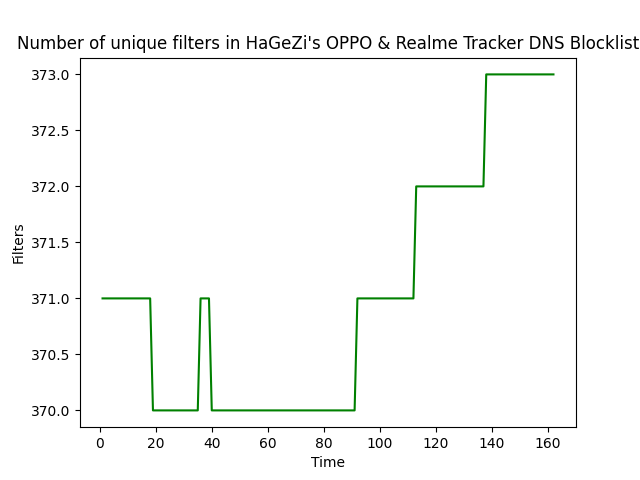 Number of unique filters in HaGeZi's OPPO & Realme Tracker DNS Blocklist
373.0
372.5
372.0
371.5
371.0
370.5
370.0
Filters
0 20 40 60 80 100 120 140 160
Time